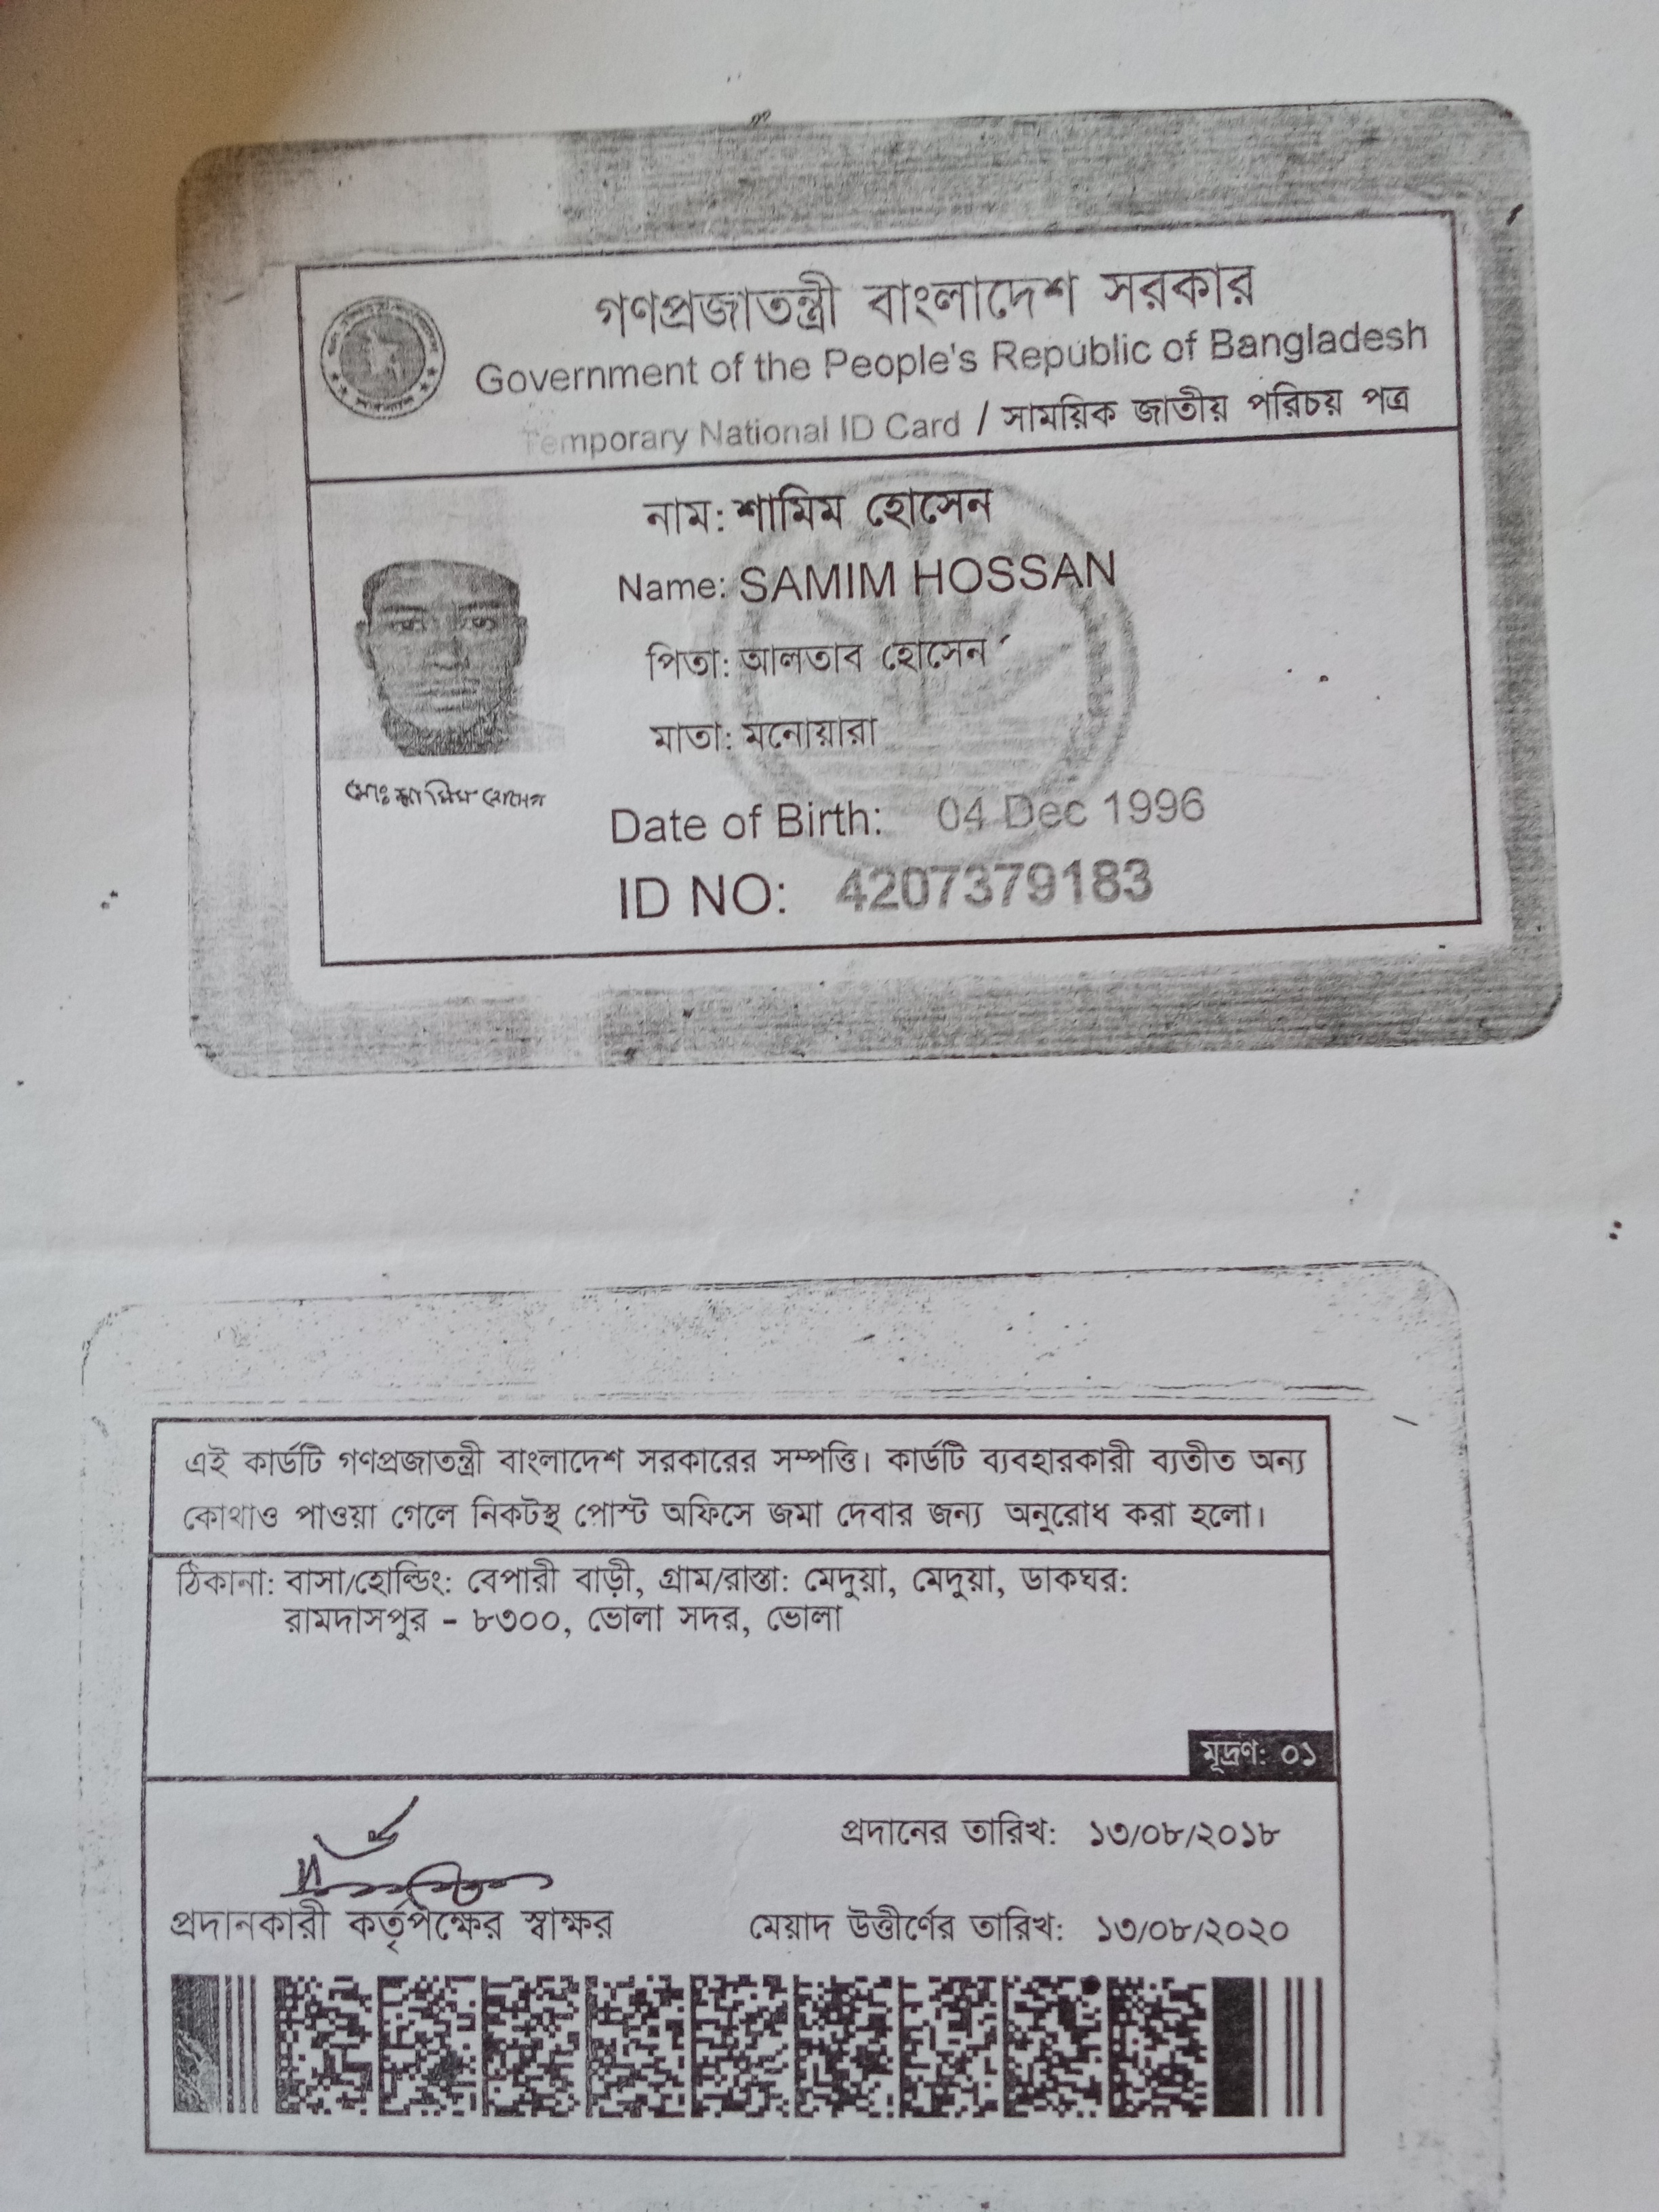 গণপ্রজাতন্ত্রী বাংলাদেশ সরকার
Government of the People's Republic of Bangladesh
Temporary National ID Card / সাময়িক জাতীয় পরিচয় পত্র
নাম: শামিম হোসেন
Name: SAMIM HOSSAN
পিতা: আলতাব হোসেন
মাতা: মনোয়ারা
মোঃ শামিম হোসেন
Date of Birth: 04 Dec 1996
ID NO: 4207379183
এই কার্ডটি গণপ্রজাতন্ত্রী বাংলাদেশ সরকারের সম্পত্তি। কার্ডটি ব্যবহারকারী ব্যতীত অন্য
কোথাও পাওয়া গেলে নিকটস্থ পোস্ট অফিসে জমা দেবার জন্য অনুরোধ করা হলো।
ঠিকানা: বাসা/হোল্ডিং: বেপারী বাড়ী, গ্রাম/রাস্তা: মেদুয়া, মেদুয়া, ডাকঘর:
রামদাসপুর - ৮৩০০, ভোলা সদর, ভোলা
মূদ্রণ: ০১
প্রদানের তারিখ: ১৩/০৮/২০১৮
প্রদানকারী কর্তৃপক্ষের স্বাক্ষর
মেয়াদ উত্তীর্ণের তারিখ: ১৩/০৮/২০২০